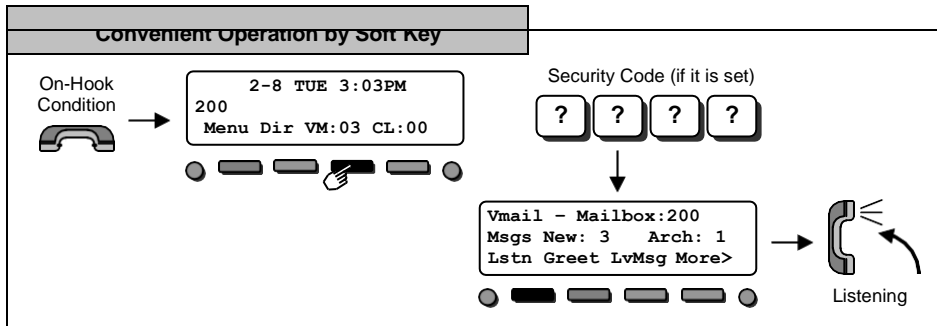 Convenient Operation by Soft Key
On-Hook
Condition
2-8 TUE 3:03PM
200
Menu Dir VM:03 CL:00
Security Code (if it is set)
? ? ? ?
Vmail – Mailbox:200
Msgs New: 3 Arch: 1
Lstn Greet LvMsg More>
Listening